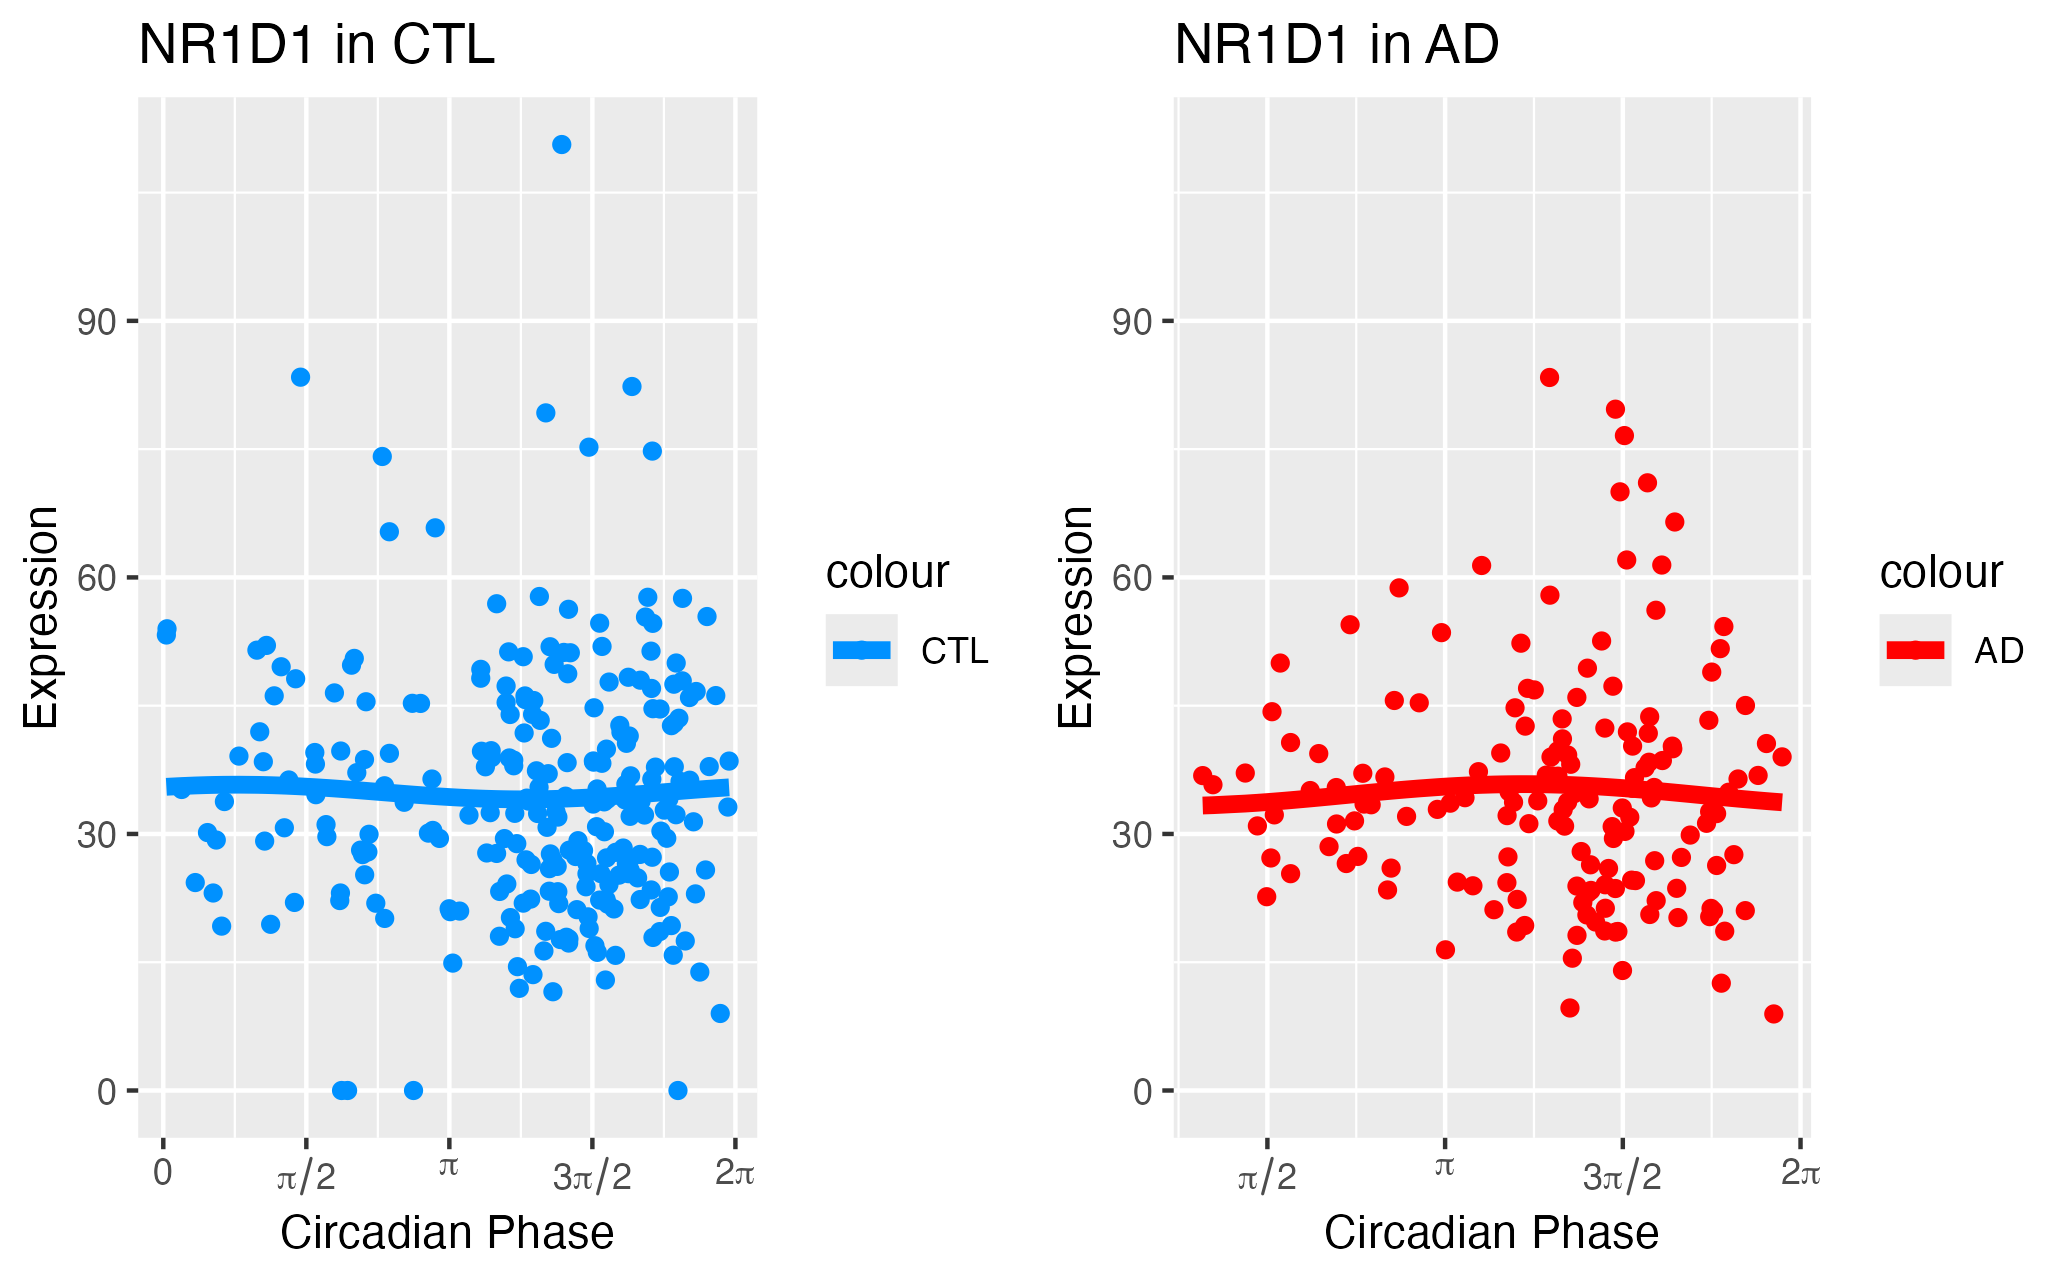 NR1D1 in CTL
Expression
90
60
30
0
0 π/2 π 3π/2 2π
Circadian Phase
colour
CTL
NR1D1 in AD
Expression
90
60
30
0
π/2 π 3π/2 2π
Circadian Phase
colour
AD